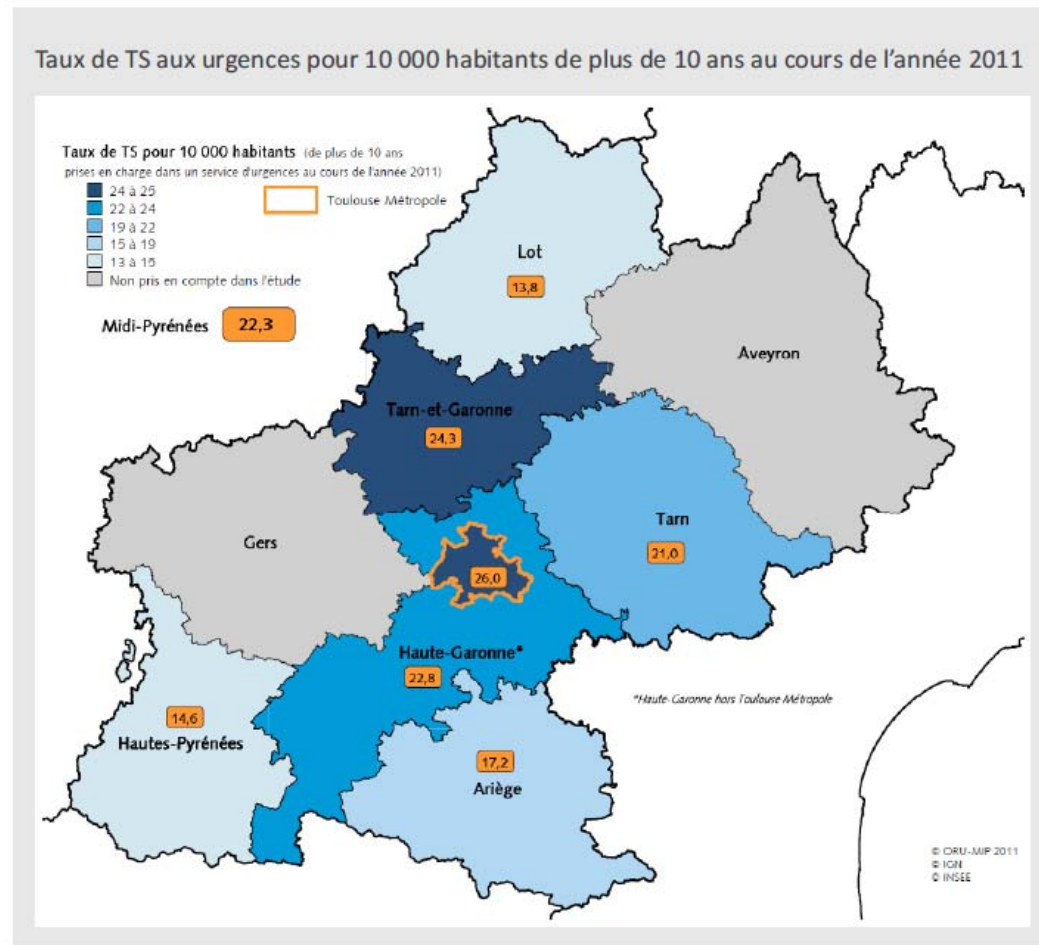 Taux de TS aux urgences pour 10 000 habitants de plus de 10 ans au cours de l'année 2011
Taux de TS pour 10 000 habitants (de plus de 10 ans
prises en charge dans un service d'urgences au cours de l'année 2011)
24 à 25
22 à 24
19 à 22
15 à 19
13 à 15
Non pris en compte dans l'étude
Toulouse Métropole
Midi-Pyrénées 22,3
Lot
13,8
Aveyron
Tarn-et-Garonne
24,3
Gers
Tarn
21,0
26,0
Haute-Garonne*
22,8
*Haute-Garonne hors Toulouse Métropole
14,6
Hautes-Pyrénées
17,2
Ariège
© ORU-MIP 2011
© IGN
© INSEE